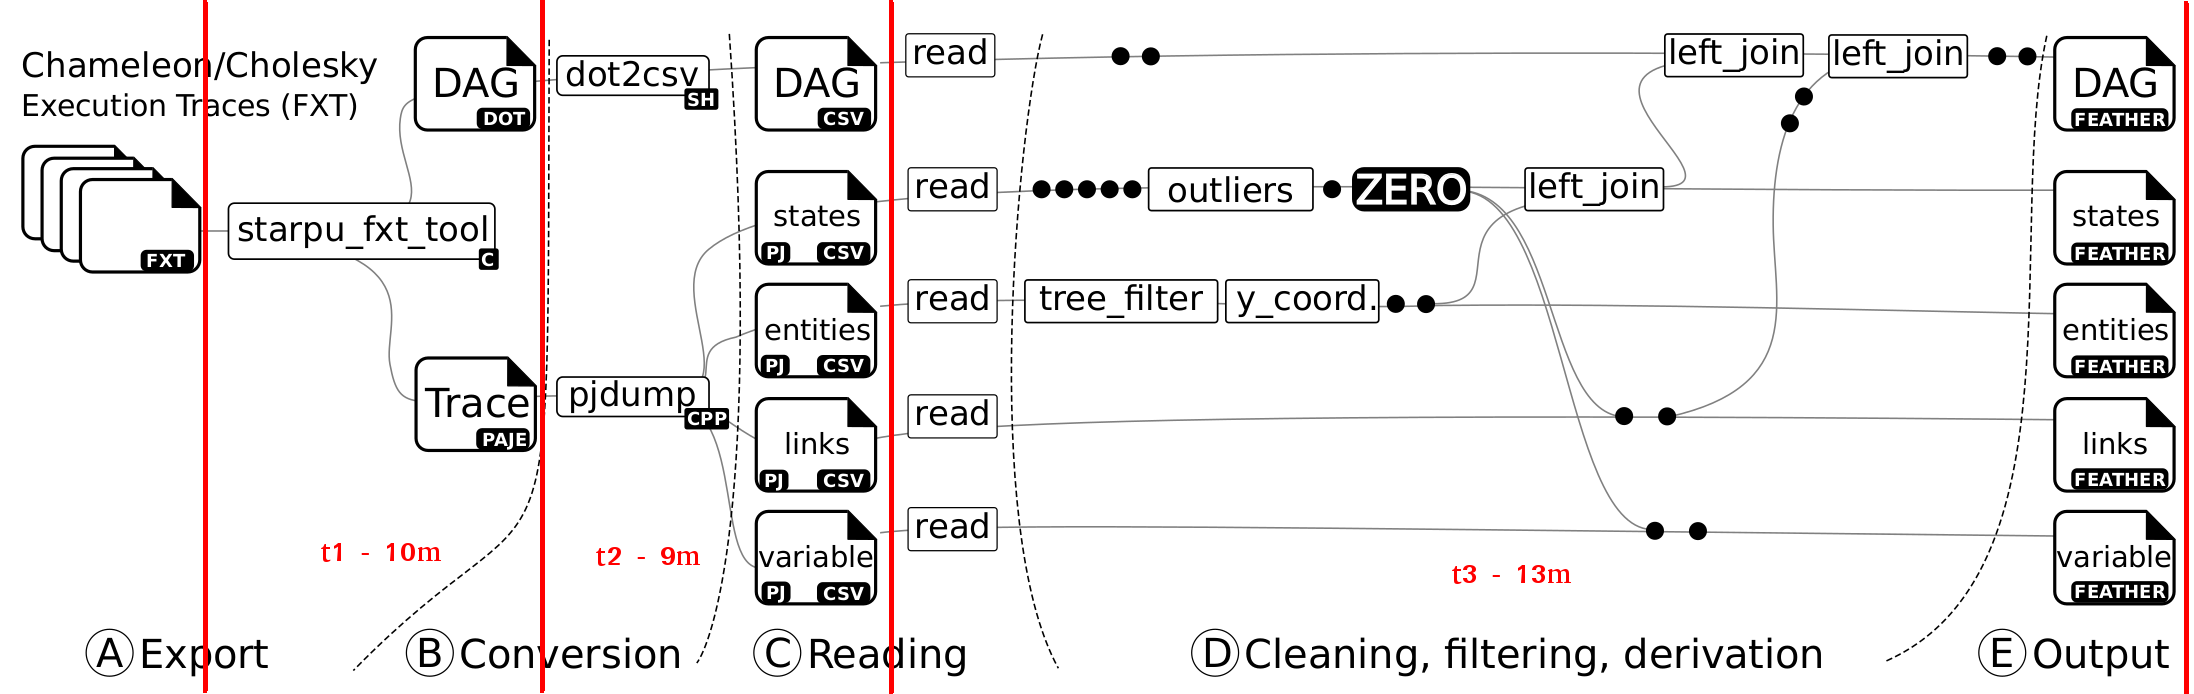 Chameleon/Cholesky
Execution Traces (FXT)
FXT
starpu_fxt_tool
C
DAG
DOT
Trace
PAJE
dot2csv
SH
pjdump
CPP
DAG
CSV
states
PJ CSV
entities
PJ CSV
links
PJ CSV
variable
PJ CSV
read
read
read
read
read
left_join
left_join
outliers
ZERO
left_join
tree_filter
y_coord.
DAG
FEATHER
states
FEATHER
entities
FEATHER
links
FEATHER
variable
FEATHER
t1 - 10m
t2 - 9m
t3 - 13m
A Export
B Conversion
C Reading
D Cleaning, filtering, derivation
E Output